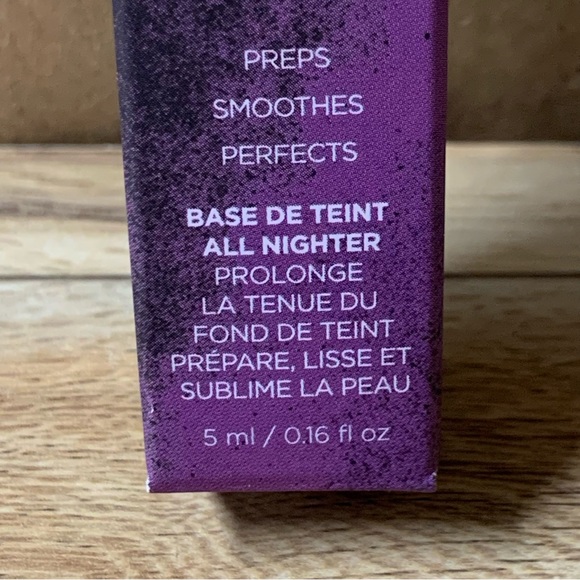 PREPS
SMOOTHES
PERFECTS
BASE DE TEINT
ALL NIGHTER
PROLONGE
LA TENUE DU
FOND DE TEINT
PRÉPARE, LISSE ET
SUBLIME LA PEAU
5 ml / 0.16 fl oz